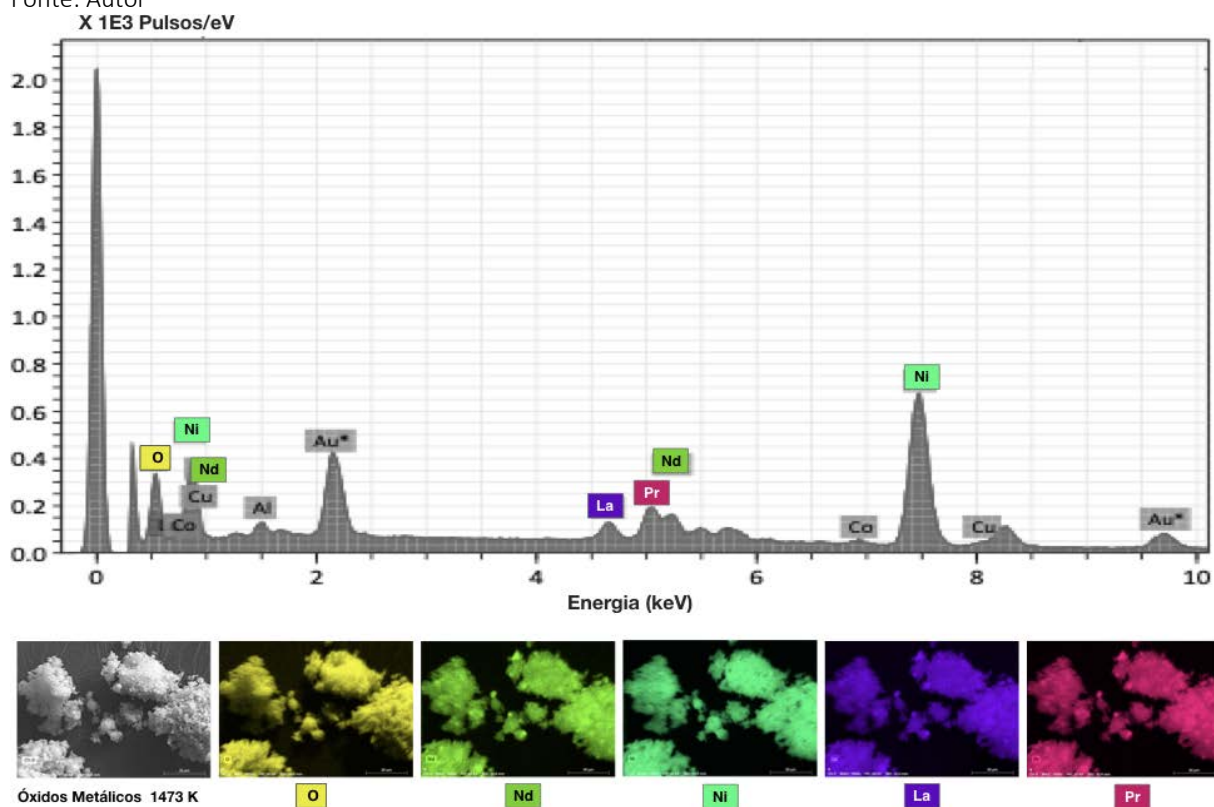 Fonte: Autor
X 1E3 Pulsos/eV
2.0
1.8
1.6
1.4
1.2
1.0
0.8
0.6
0.4
0.2
0.0
Ni
O
Nd
Cu
Co
Al
Au*
La
Pr
Nd
Co
Ni
Cu
Au*
0 2 4 6 8 10
Energia (keV)
Óxidos Metálicos 1473 K
O
Nd
Ni
La
Pr